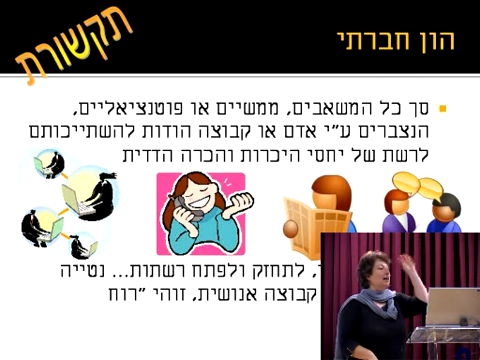 תקשורת
הון חברתי
סך כל המשאבים, ממשיים או פוטנציאליים,
הנצברים ע״י אדם או קבוצה הודות להשתייכותם
לרשת של יחסי היכרות והכרה הדדית
לתחזק ולפתח רשתות... נטייה
קבוצה אנושית, זוהי ״רוח